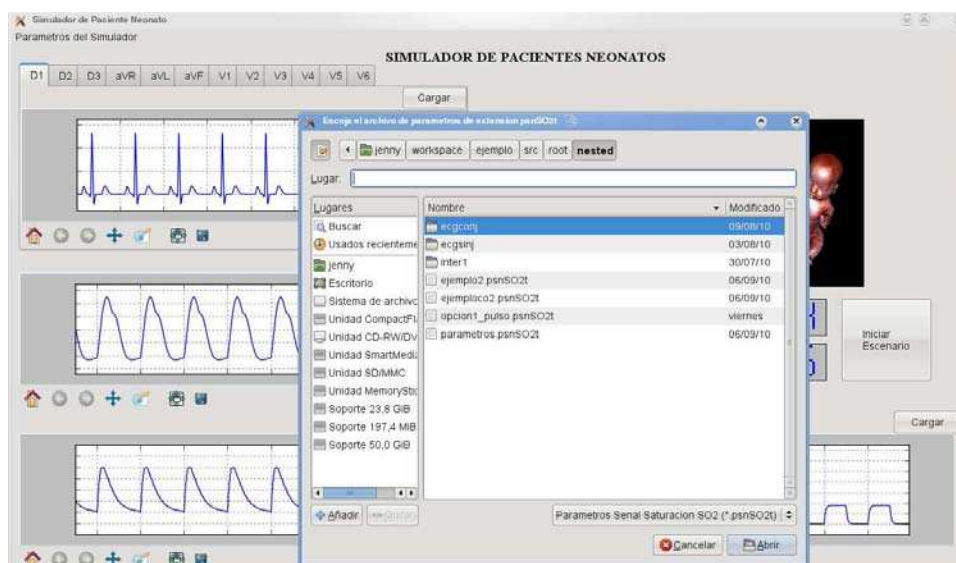 Simulador de Paciente Neonato
Parametros del Simulador
SIMULADOR DE PACIENTES NEONATOS
D1 D2 D3 aVR aVL aVF V1 V2 V3 V4 V5 V6
Cargar
Escoja el archivo de parametros de extension psnSO2t
jenny workspace ejemplo src root nested
Lugar:
Lugares
Buscar
Usados recienteme
jenny
Escritorio
Sistema de archivo
Unidad CompactFl
Unidad CD-RW/DV
Unidad SmartMedi
Unidad SD/MMC
Unidad MemoryStic
Soporte 23,8 GiB
Soporte 197,4 MiB
Soporte 50,0 GiB
Nombre Modificado
ecgconj 09/08/10
ecgsinj 03/08/10
inter1 30/07/10
ejemplo2.psnSO2t 06/09/10
ejemploco2.psnSO2t 06/09/10
opcion1_pulso.psnSO2t viernes
parametros.psnSO2t 06/09/10
Añadir
Parametros Senal Saturacion SO2 (*.psnSO2t)
Cancelar Abrir
Iniciar
Escenario
Cargar